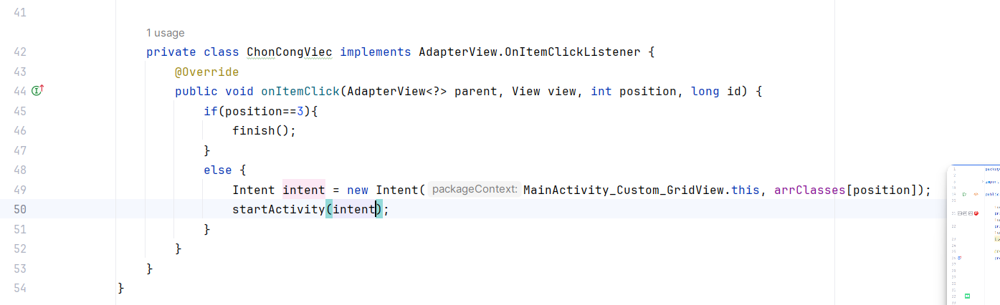 41
1 usage
42 private class ChonCongViec implements AdapterView.OnItemClickListener {
43 @Override
44 public void onItemClick(AdapterView<?> parent, View view, int position, long id) {
45 if(position==3){
46 finish();
47 }
48 else {
49 Intent intent = new Intent( packageContext: MainActivity_Custom_GridView.this, arrClasses[position]);
50 startActivity(intent);
51 }
52 }
53 }
54 }